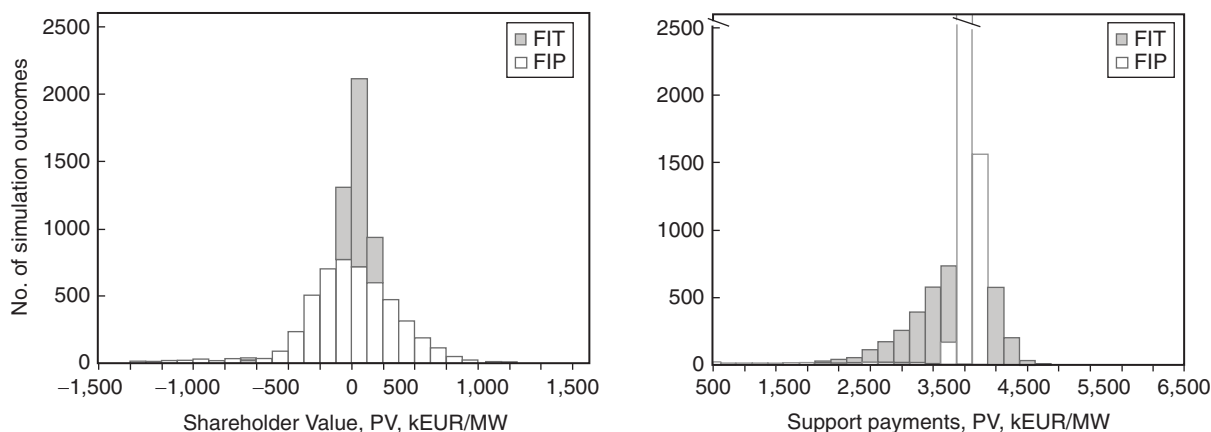 2500
2000
1500
1000
500
0
No. of simulation outcomes
FIT
FIP
−1,500 −1,000 −500 0 500 1,000 1,500
Shareholder Value, PV, kEUR/MW
2500
2000
1500
1000
500
0
FIT
FIP
500 1,500 2,500 3,500 4,500 5,500 6,500
Support payments, PV, kEUR/MW